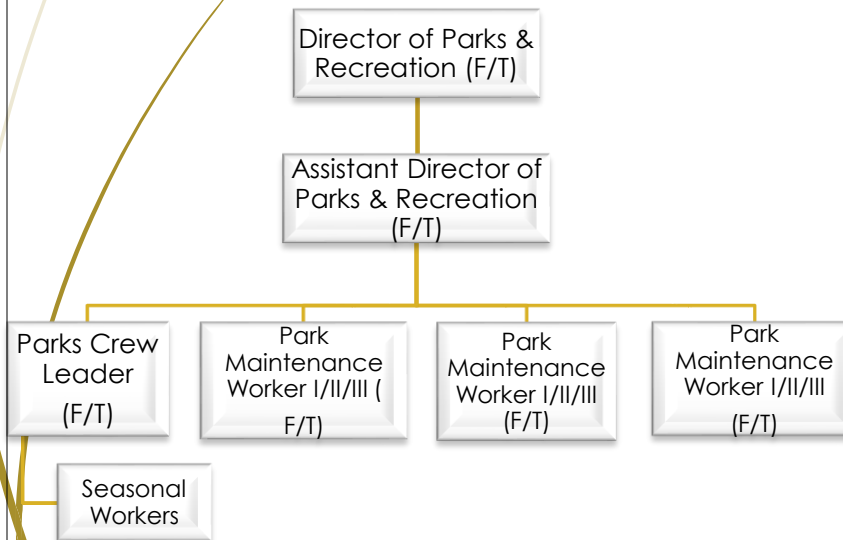 Director of Parks &
Recreation (F/T)
Assistant Director of
Parks & Recreation
(F/T)
Parks Crew
Leader
(F/T)
Park
Maintenance
Worker I/II/III (
F/T)
Park
Maintenance
Worker I/II/III
(F/T)
Park
Maintenance
Worker I/II/III
(F/T)
Seasonal
Workers